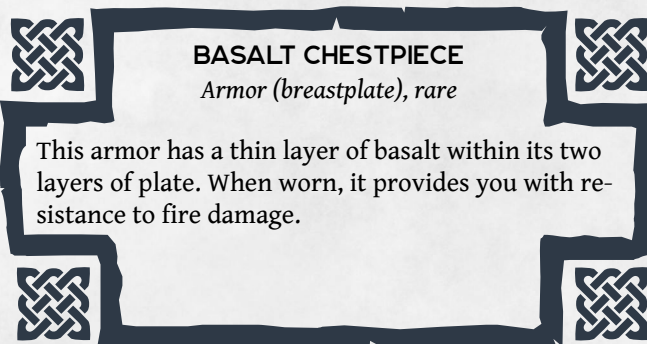 BASALT CHESTPIECE
Armor (breastplate), rare
This armor has a thin layer of basalt within its two
layers of plate. When worn, it provides you with re-
sistance to fire damage.